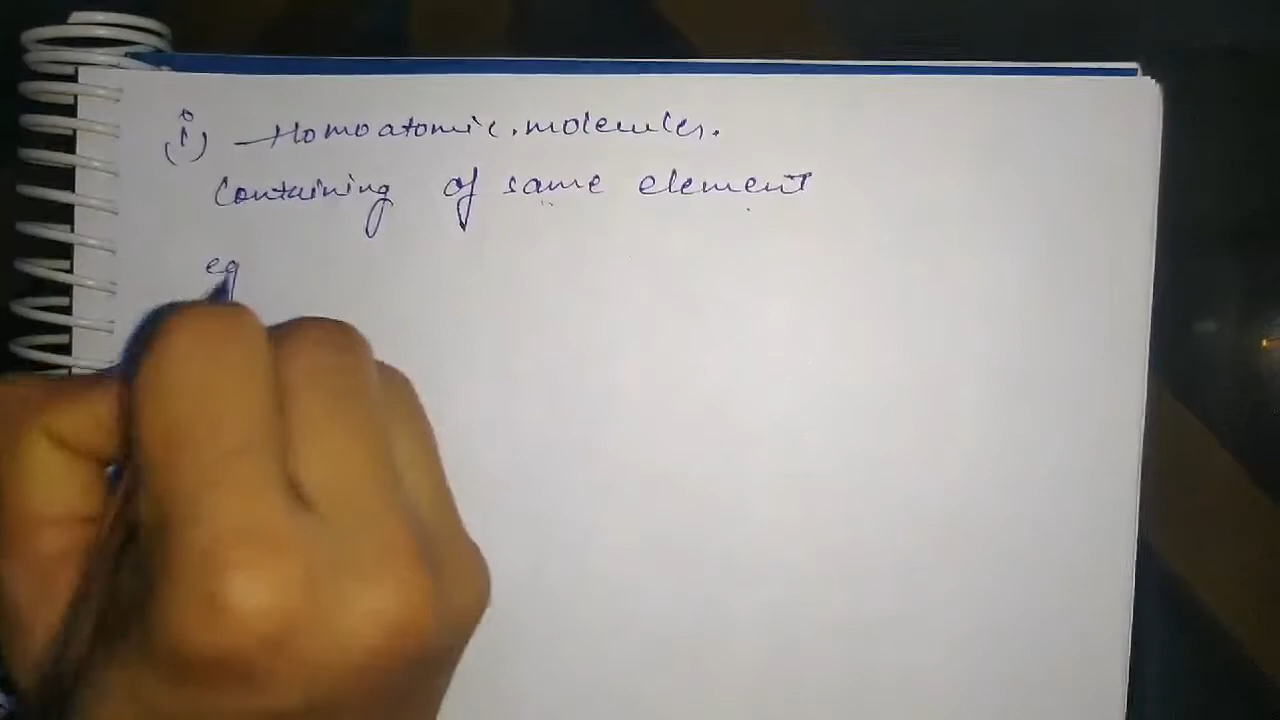 (i) Homoatomic molecules.
Containing of same element
eg